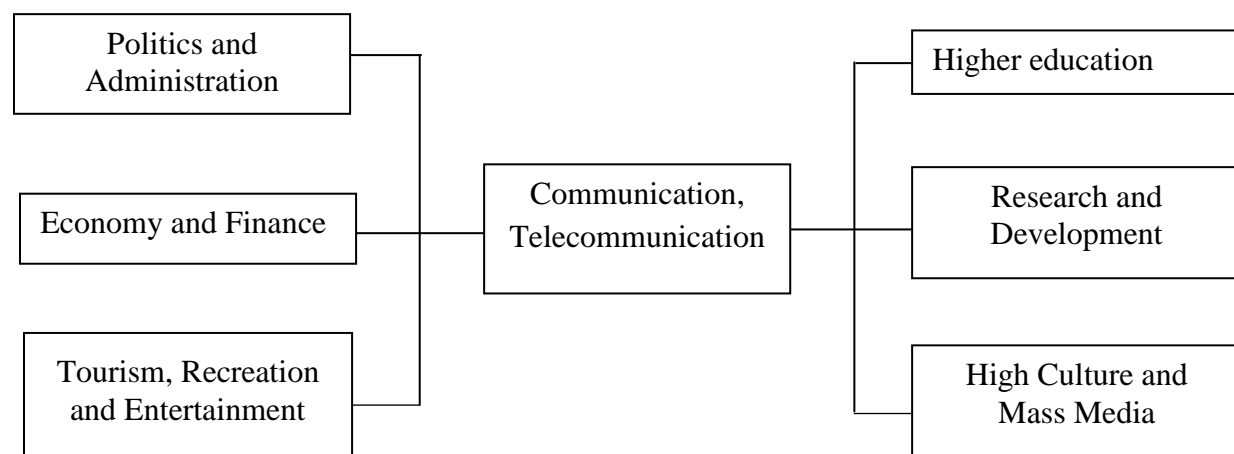 Politics and
Administration
Economy and Finance
Tourism, Recreation
and Entertainment
Communication,
Telecommunication
Higher education
Research and
Development
High Culture and
Mass Media